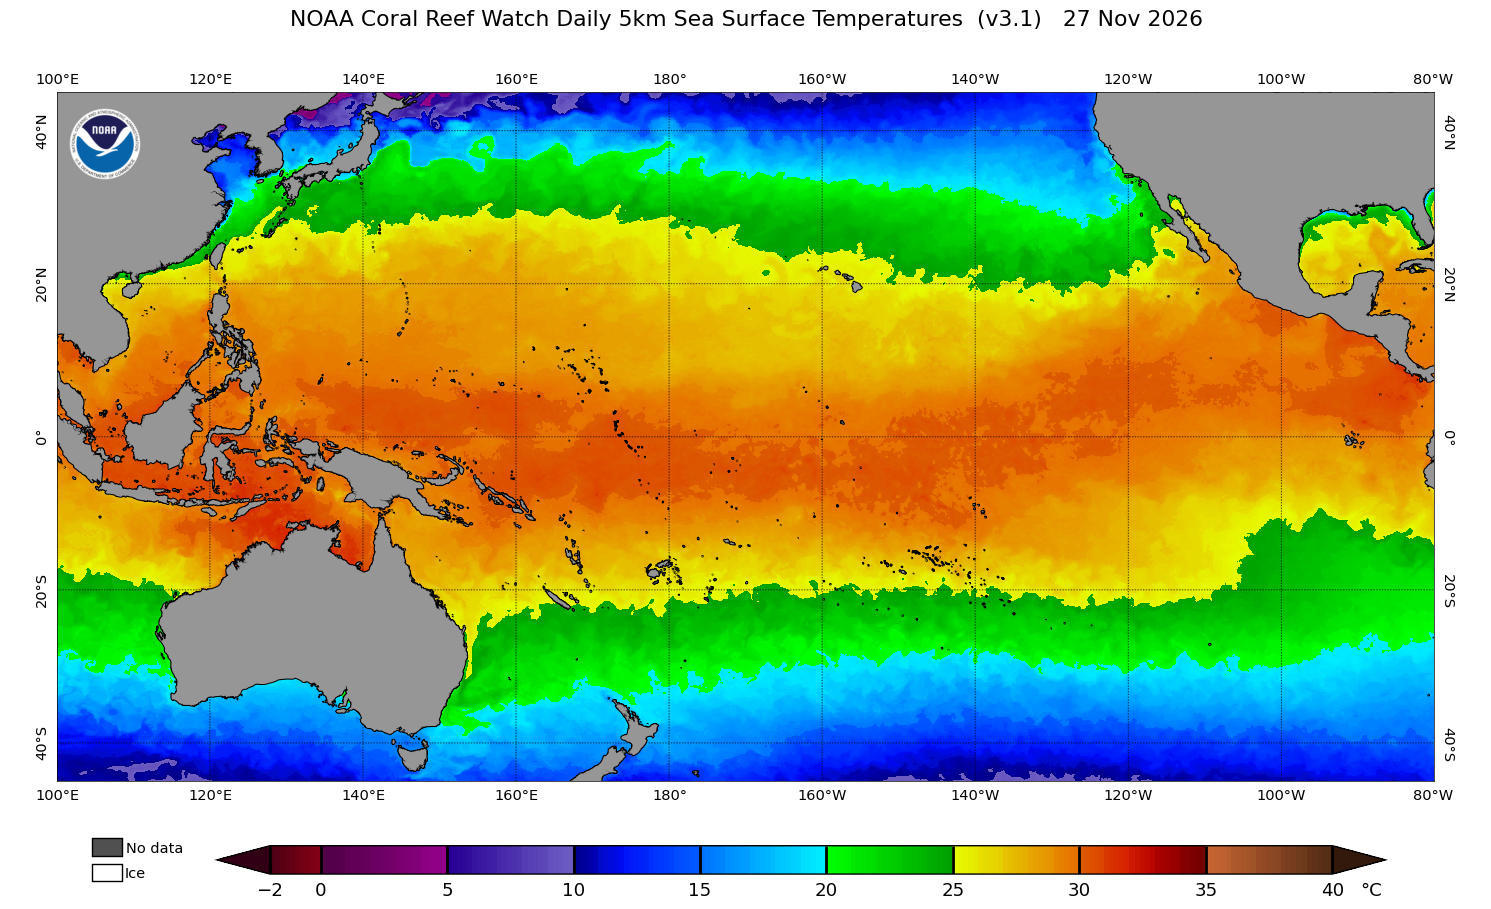 NOAA Coral Reef Watch Daily 5km Sea Surface Temperatures (v3.1) 27 Nov 2026
100°E 120°E 140°E 160°E 180° 160°W 140°W 120°W 100°W 80°W
NOAA
40°N 40°N
20°N 20°N
0° 0°
20°S 20°S
40°S 40°S
100°E 120°E 140°E 160°E 180° 160°W 140°W 120°W 100°W 80°W
No data
Ice
−2 0 5 10 15 20 25 30 35 40 °C